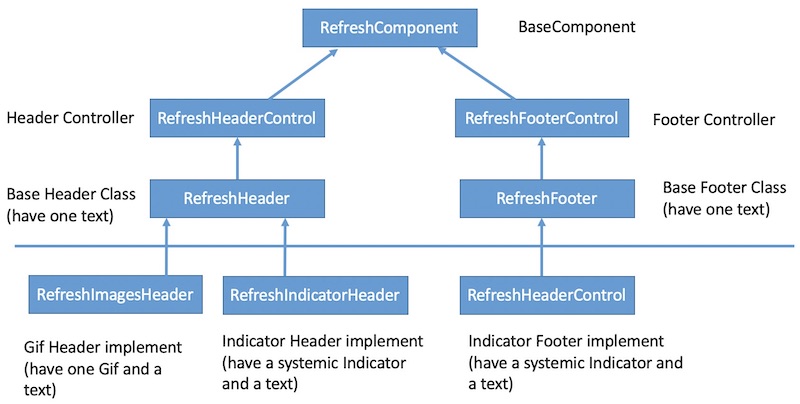 RefreshComponent
BaseComponent
Header Controller
RefreshHeaderControl
RefreshFooterControl
Footer Controller
Base Header Class
(have one text)
RefreshHeader
RefreshFooter
Base Footer Class
(have one text)
RefreshImagesHeader
RefreshIndicatorHeader
RefreshHeaderControl
Gif Header implement
(have one Gif and a
text)
Indicator Header implement
(have a systemic Indicator
and a text)
Indicator Footer implement
(have a systemic Indicator and
a text)